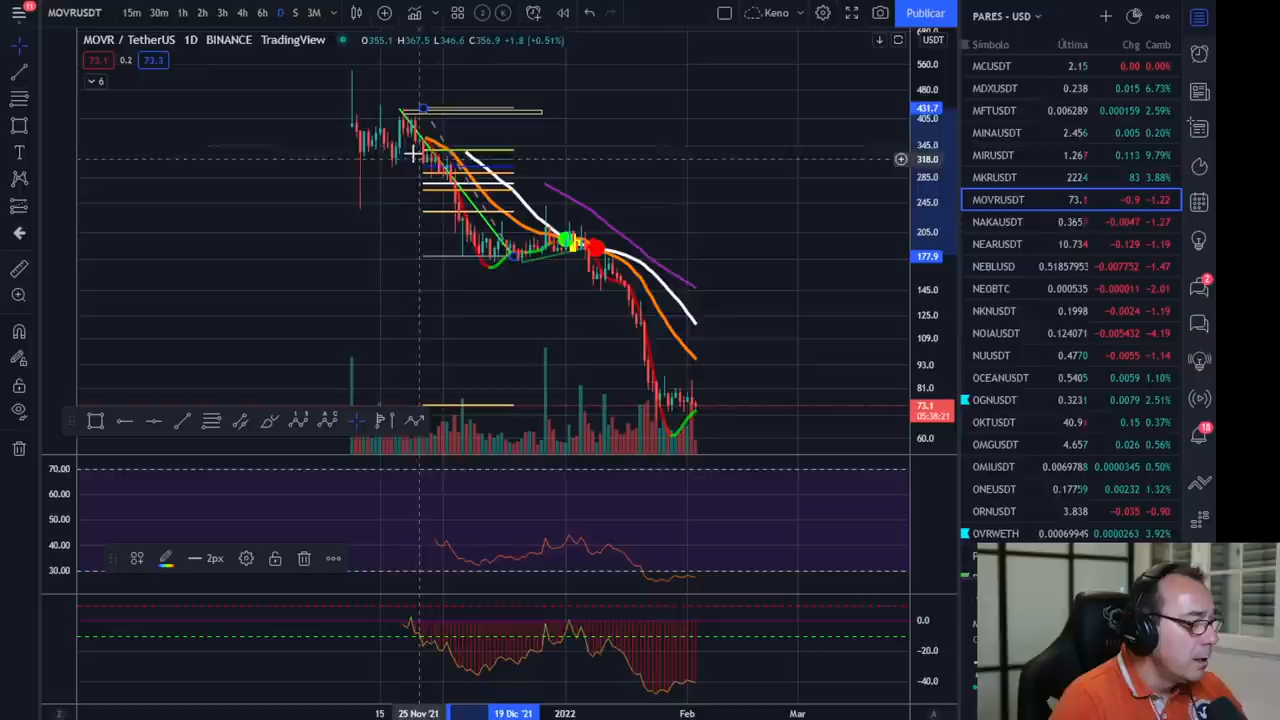 11
MOVRUSDT 15m 30m 1h 2h 3h 4h 6h D S 3M Keno Publicar
MOVR / TetherUS 1D BINANCE TradingView O355.1 H367.5 L346.6 C356.9 +1.8 (+0.51%) USDT
73.1 0.2 73.3
6
560.0
480.0
431.7
405.0
345.0
318.0
285.0
245.0
205.0
177.9
145.0
125.0
109.0
93.0
81.0
73.1
05:38:21
60.0
70.00
60.00
50.00
40.00
30.00
2px
0.0
-20.0
-40.0
Z 15 25 Nov '21 19 Dic '21 2022 Feb Mar A
PARES - USD
Símbolo Última Chg Camb
MCUSDT 2.15 0.00 0.00%
MDXUSDT 0.238 0.015 6.73%
MFTUSDT 0.006289 0.000159 2.59%
MINAUSDT 2.456 0.005 0.20%
MIRUSDT 1.267 0.113 9.79%
MKRUSDT 2224 83 3.88%
MOVRUSDT 73.1 -0.9 -1.22
NAKAUSDT 0.365 -0.0047 -1.27
NEARUSDT 10.734 -0.129 -1.19
NEBLUSD 0.51857953 -0.007752 -1.47
NEOBTC 0.000535 -0.000011 -2.01
NKNUSDT 0.1998 -0.0024 -1.19
NOIAUSDT 0.124071 -0.005432 -4.19
NUUSDT 0.4770 -0.0055 -1.14
OCEANUSDT 0.5405 0.0059 1.10%
OGNUSDT 0.3231 0.0079 2.51%
OKTUSDT 40.91 0.15 0.37%
OMGUSDT 4.657 0.026 0.56%
OMIUSDT 0.0069788 0.0000345 0.50%
ONEUSDT 0.17759 0.00232 1.32%
ORNUSDT 3.838 -0.035 -0.90
OVRWETH 0.00069949 0.0000263 3.92%
2
18